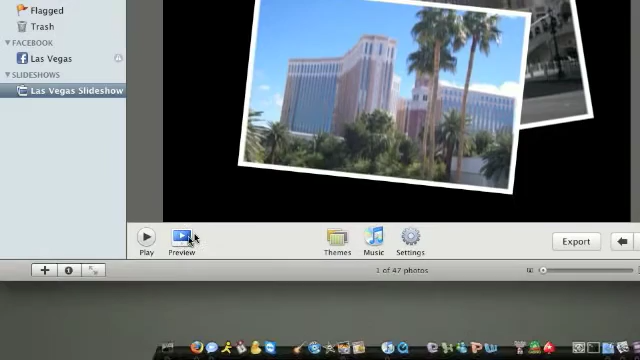 Flagged
Trash
FACEBOOK
Las Vegas
SLIDESHOWS
Las Vegas Slideshow
Play
Preview
Themes
Music
Settings
Export
1 of 47 photos